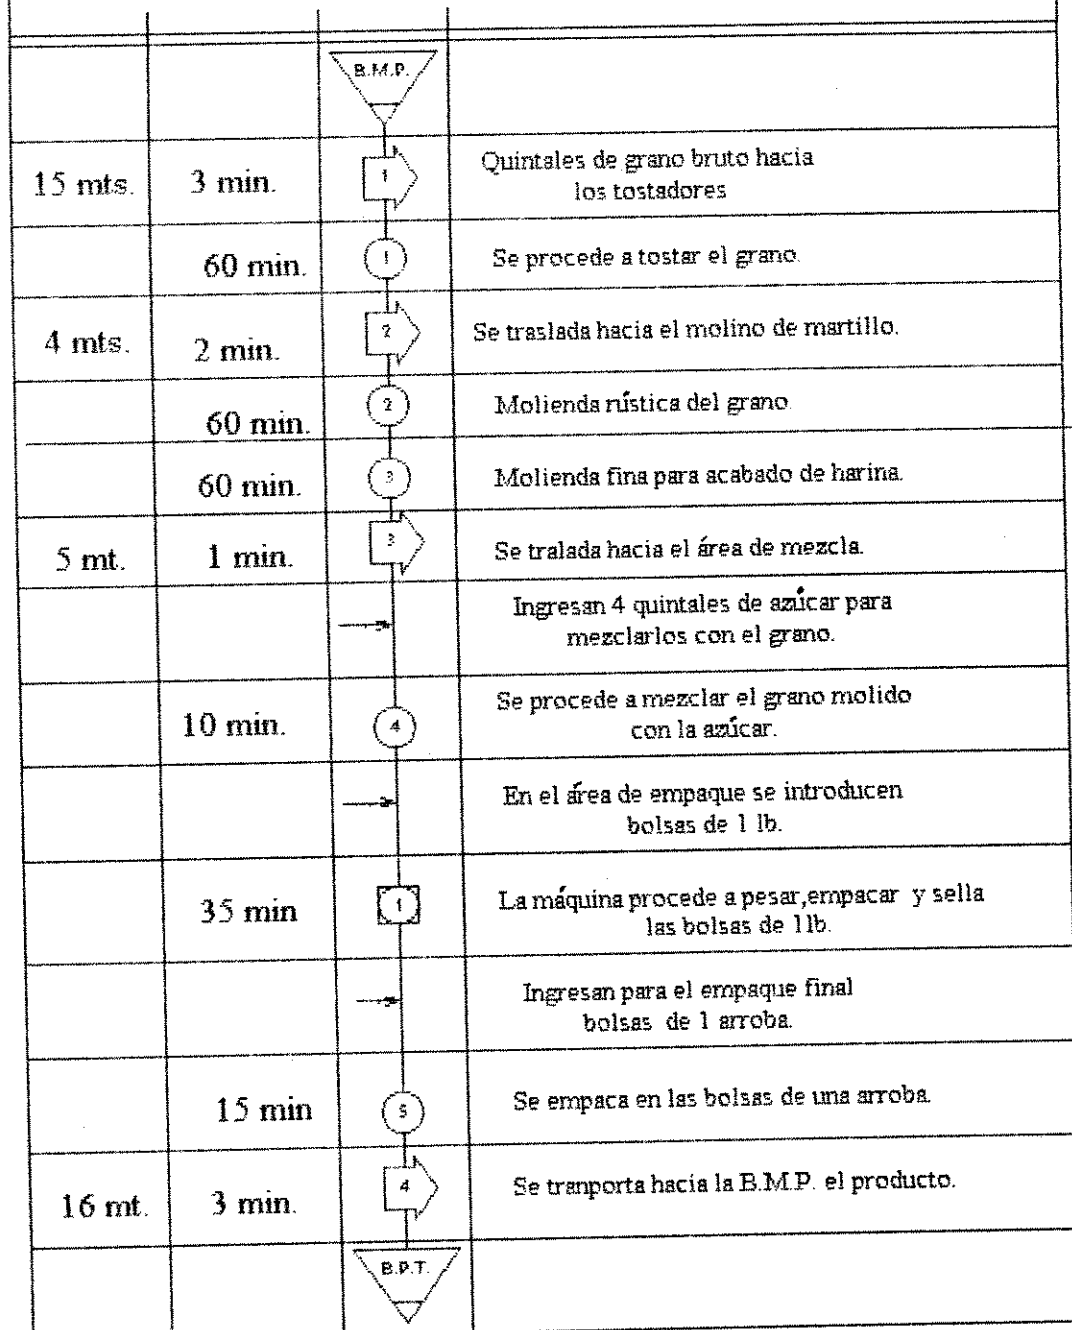 B.M.P.
15 mts. 3 min. 1 Quintales de grano bruto hacia
los tostadores
60 min. 1 Se procede a tostar el grano.
4 mts. 2 min. 2 Se traslada hacia el molino de martillo.
60 min. 2 Molienda rústica del grano.
60 min. 3 Molienda fina para acabado de harina.
5 mt. 1 min. 3 Se tralada hacia el área de mezcla.
Ingresan 4 quintales de azúcar para
mezclarlos con el grano.
10 min. 4 Se procede a mezclar el grano molido
con la azúcar.
En el área de empaque se introducen
bolsas de 1 lb.
35 min 1 La máquina procede a pesar,empacar y sella
las bolsas de 1lb.
Ingresan para el empaque final
bolsas de 1 arroba.
15 min 5 Se empaca en las bolsas de una arroba.
16 mt. 3 min. 4 Se tranporta hacia la B.M.P. el producto.
B.P.T.